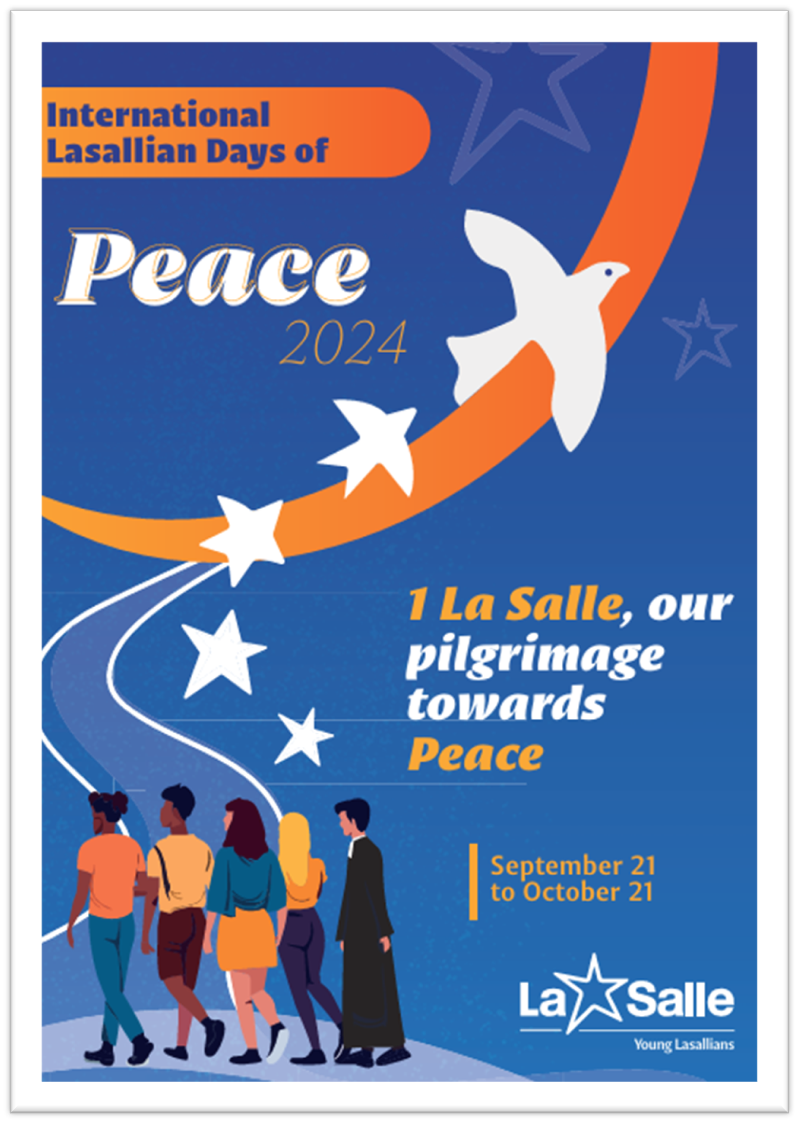 International
Lasallian Days of
Peace
2024
1 La Salle, our
pilgrimage
towards
Peace
September 21
to October 21
La Salle
Young Lasallians